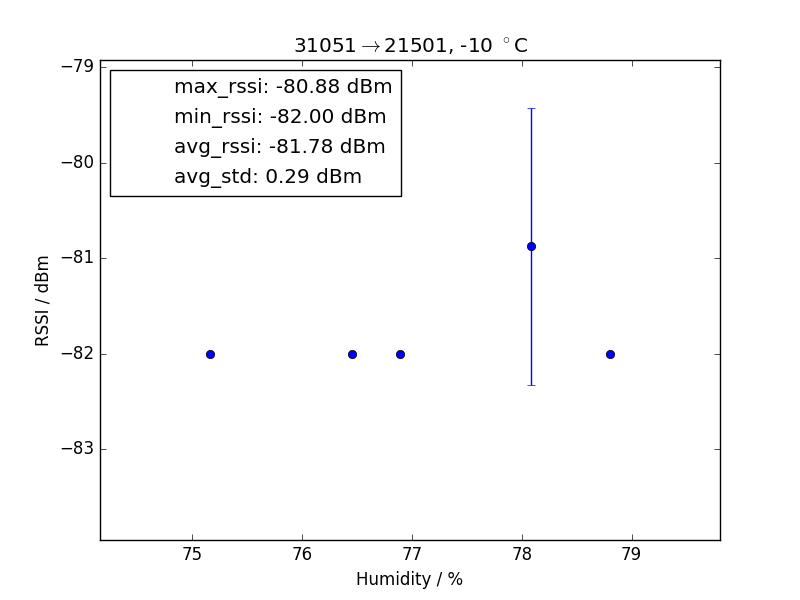 31051→21501, -10 °C
max_rssi: -80.88 dBm
min_rssi: -82.00 dBm
avg_rssi: -81.78 dBm
avg_std: 0.29 dBm
RSSI / dBm
−79
−80
−81
−82
−83
75 76 77 78 79
Humidity / %